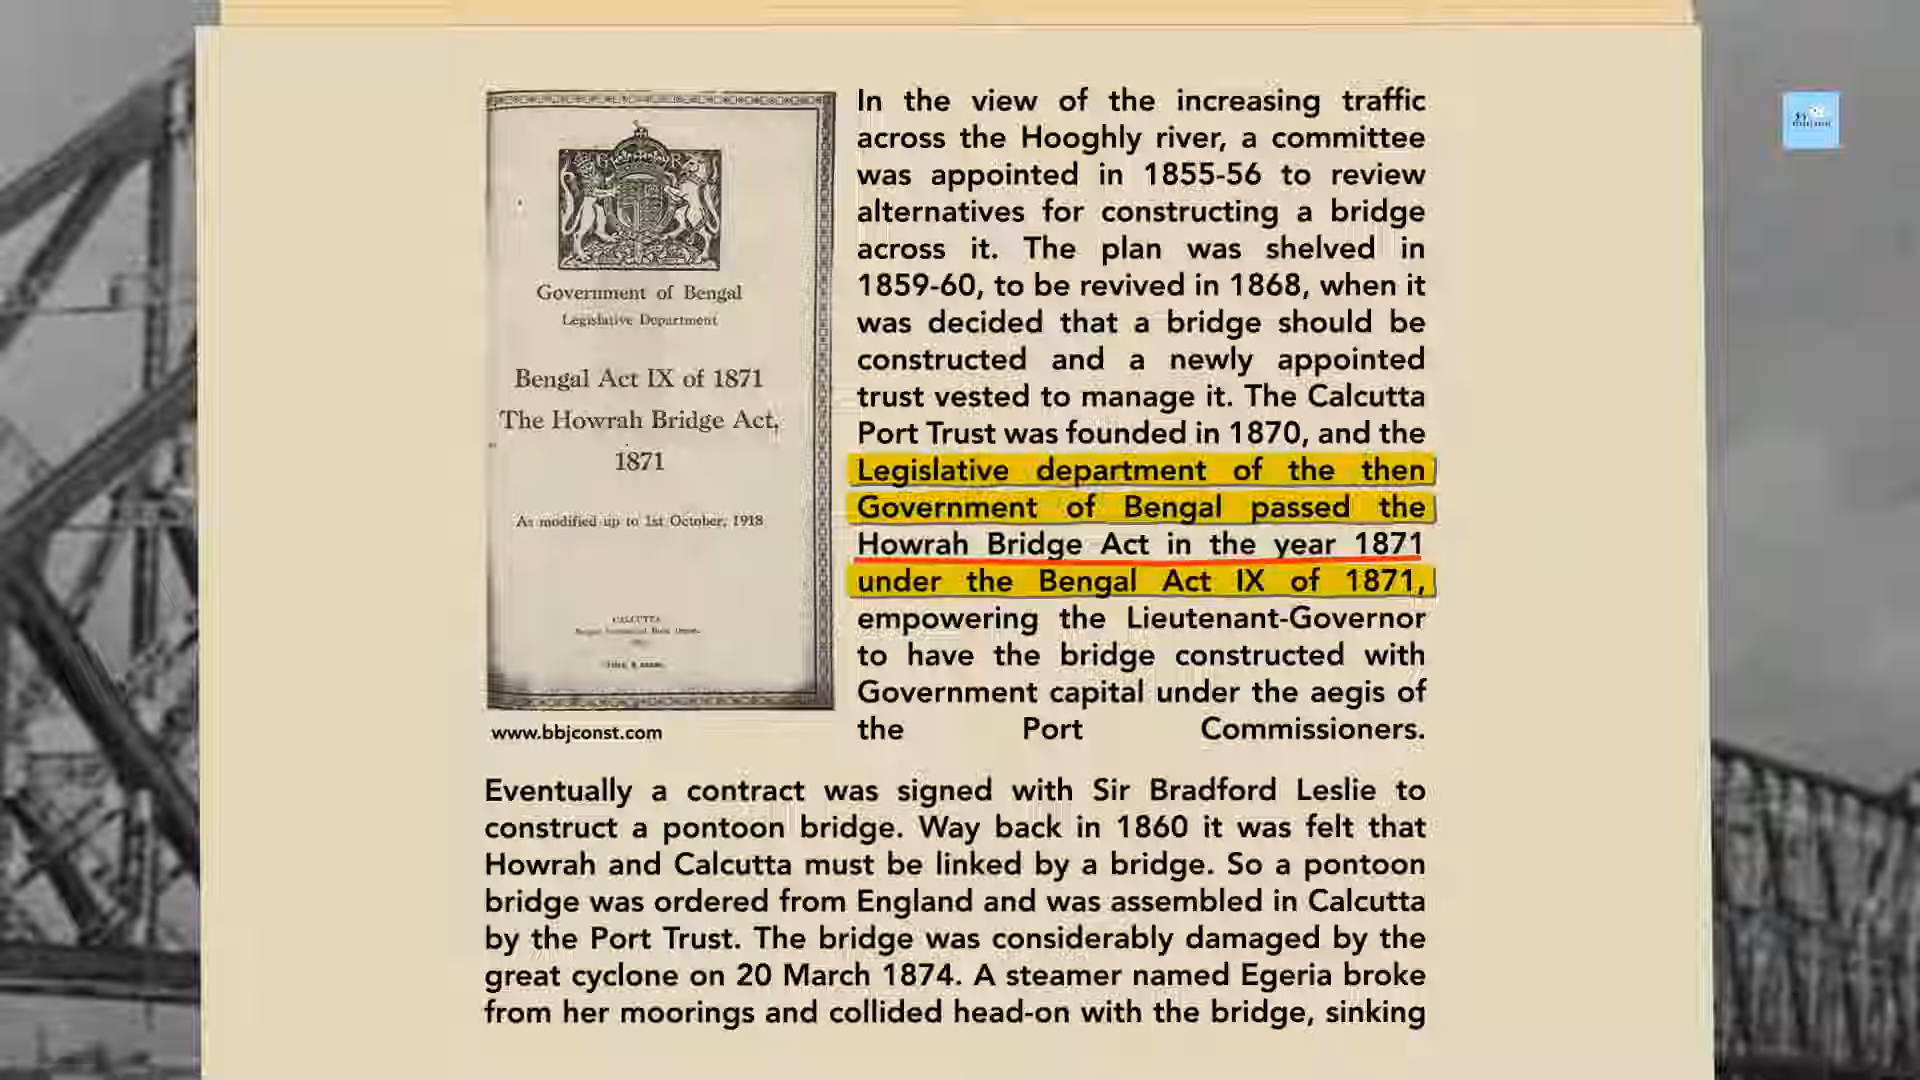 Government of Bengal
Legislative Department
Bengal Act IX of 1871
The Howrah Bridge Act,
1871
As modified up to 1st October, 1918
CALCUTTA
www.bbjconst.com
In the view of the increasing traffic
across the Hooghly river, a committee
was appointed in 1855-56 to review
alternatives for constructing a bridge
across it. The plan was shelved in
1859-60, to be revived in 1868, when it
was decided that a bridge should be
constructed and a newly appointed
trust vested to manage it. The Calcutta
Port Trust was founded in 1870, and the
Legislative department of the then
Government of Bengal passed the
Howrah Bridge Act in the year 1871
under the Bengal Act IX of 1871,
empowering the Lieutenant-Governor
to have the bridge constructed with
Government capital under the aegis of
the Port Commissioners.
Eventually a contract was signed with Sir Bradford Leslie to
construct a pontoon bridge. Way back in 1860 it was felt that
Howrah and Calcutta must be linked by a bridge. So a pontoon
bridge was ordered from England and was assembled in Calcutta
by the Port Trust. The bridge was considerably damaged by the
great cyclone on 20 March 1874. A steamer named Egeria broke
from her moorings and collided head-on with the bridge, sinking